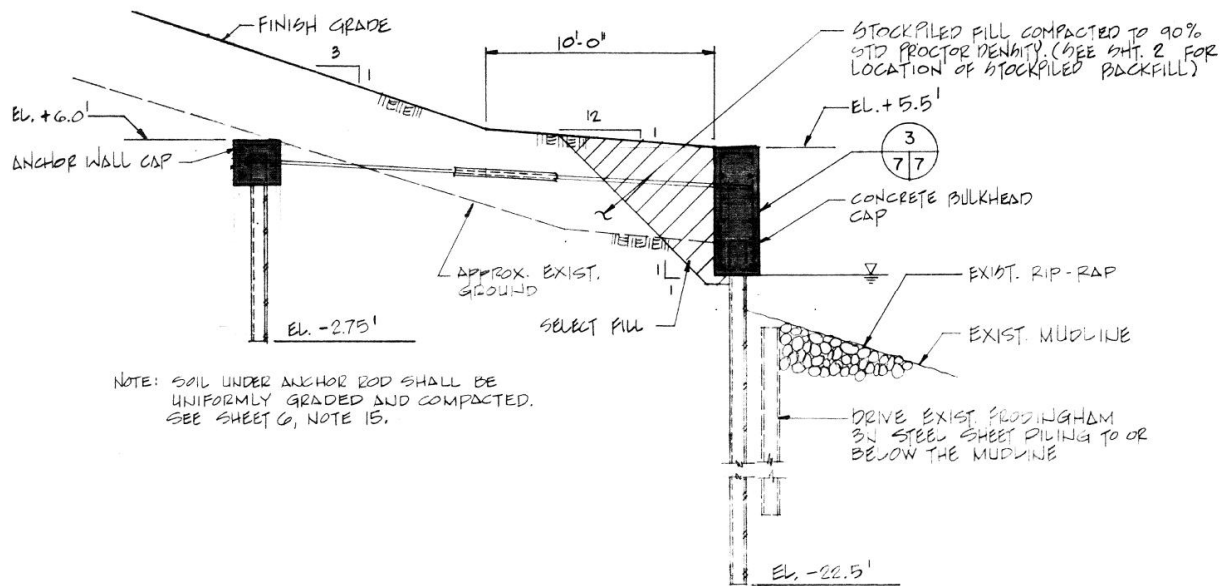 FINISH GRADE
3
1
10'-0"
STOCKPILED FILL COMPACTED TO 90%
STD PROCTOR DENSITY. (SEE SHT. 2 FOR
LOCATION OF STOCKPILED BACKFILL)
EL. +6.0'
12
1
EL. +5.5'
ANCHOR WALL CAP
3
7 7
CONCRETE BULKHEAD
CAP
APPROX. EXIST.
GROUND
1
1
EXIST. RIP-RAP
EL. -2.75'
SELECT FILL
EXIST. MUDLINE
NOTE: SOIL UNDER ANCHOR ROD SHALL BE
UNIFORMLY GRADED AND COMPACTED.
SEE SHEET 6, NOTE 15.
DRIVE EXIST. FRODINGHAM
3N STEEL SHEET PILING TO OR
BELOW THE MUDLINE
EL. -22.5'